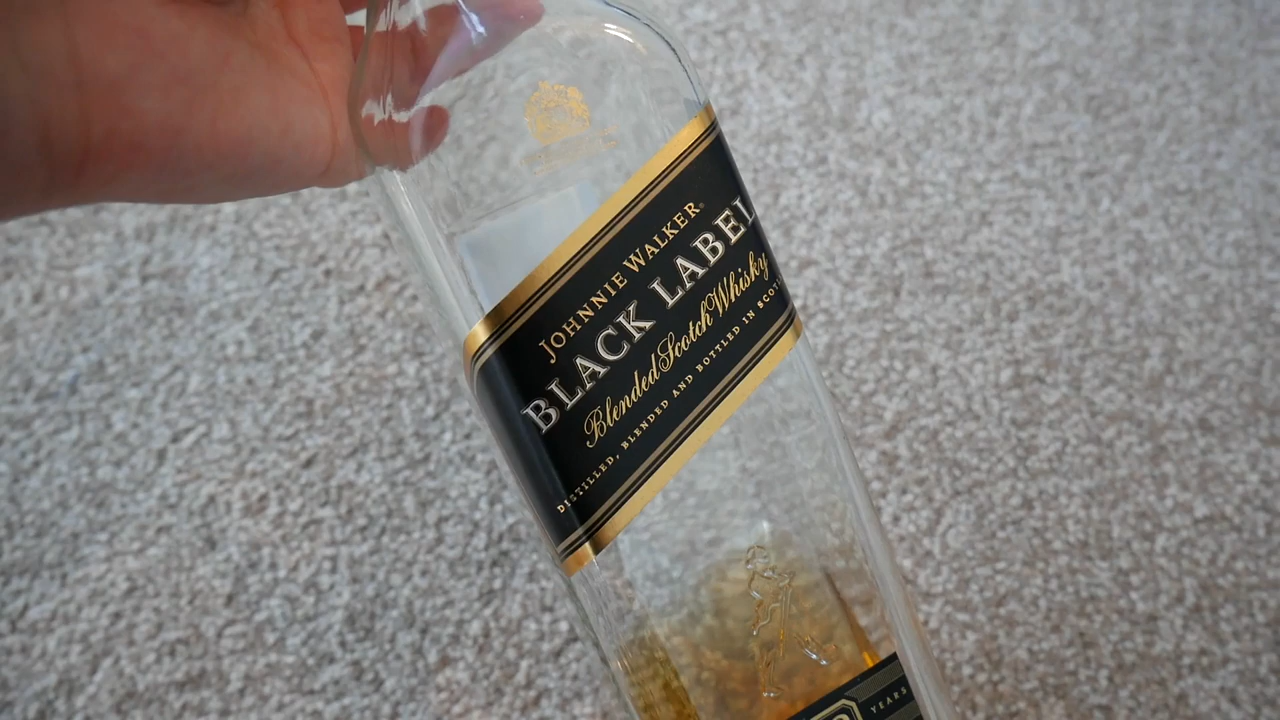 JOHNNIE WALKER®
BLACK LABEL
Blended Scotch Whisky
DISTILLED, BLENDED AND BOTTLED IN SCOT
YEARS